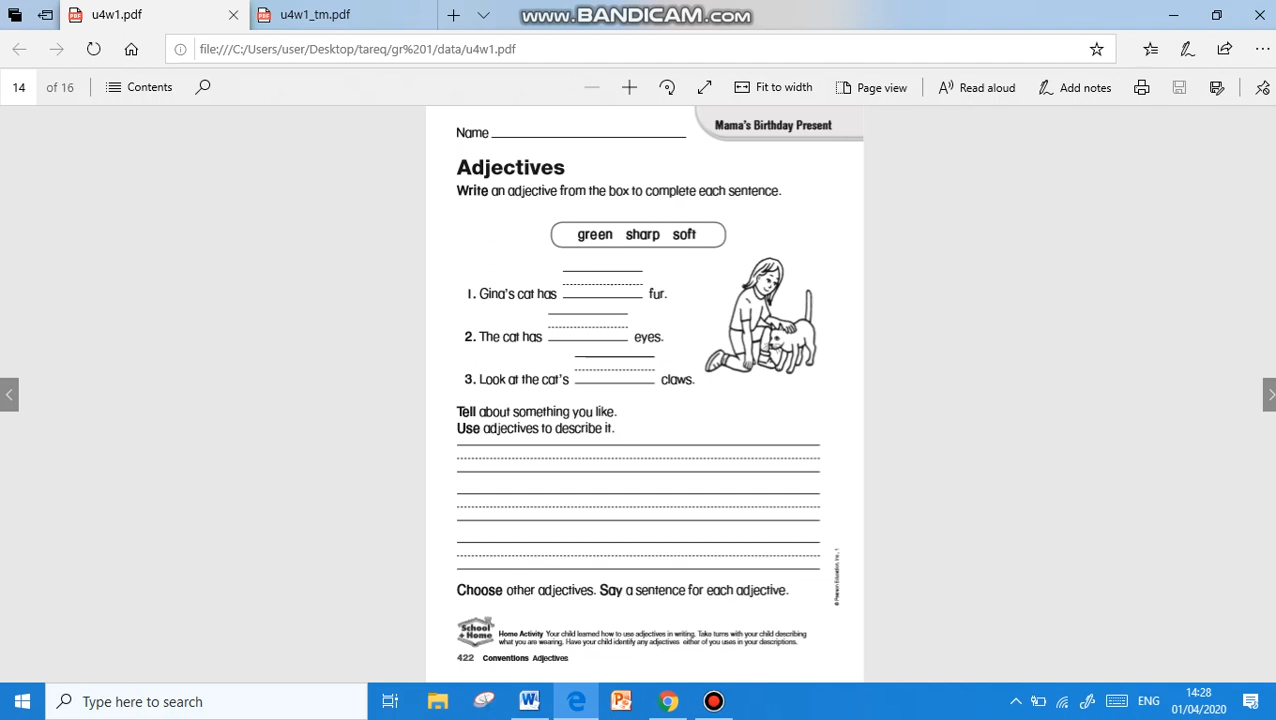 u4w1.pdf
u4w1_tm.pdf
www.BANDICAM.com
file:///C:/Users/user/Desktop/tareq/gr%201/data/u4w1.pdf
14 of 16 Contents Fit to width Page view Read aloud Add notes
Name
Mama's Birthday Present
Adjectives
Write an adjective from the box to complete each sentence.
green sharp soft
1. Gina's cat has fur.
2. The cat has eyes.
3. Look at the cat's claws.
Tell about something you like.
Use adjectives to describe it.
Choose other adjectives. Say a sentence for each adjective.
© Pearson Education, Inc., 1
School + Home
Home Activity Your child learned how to use adjectives in writing. Take turns with your child describing
what you are wearing. Have your child identify any adjectives either of you uses in your descriptions.
422 Conventions Adjectives
Type here to search
ENG
14:28
01/04/2020